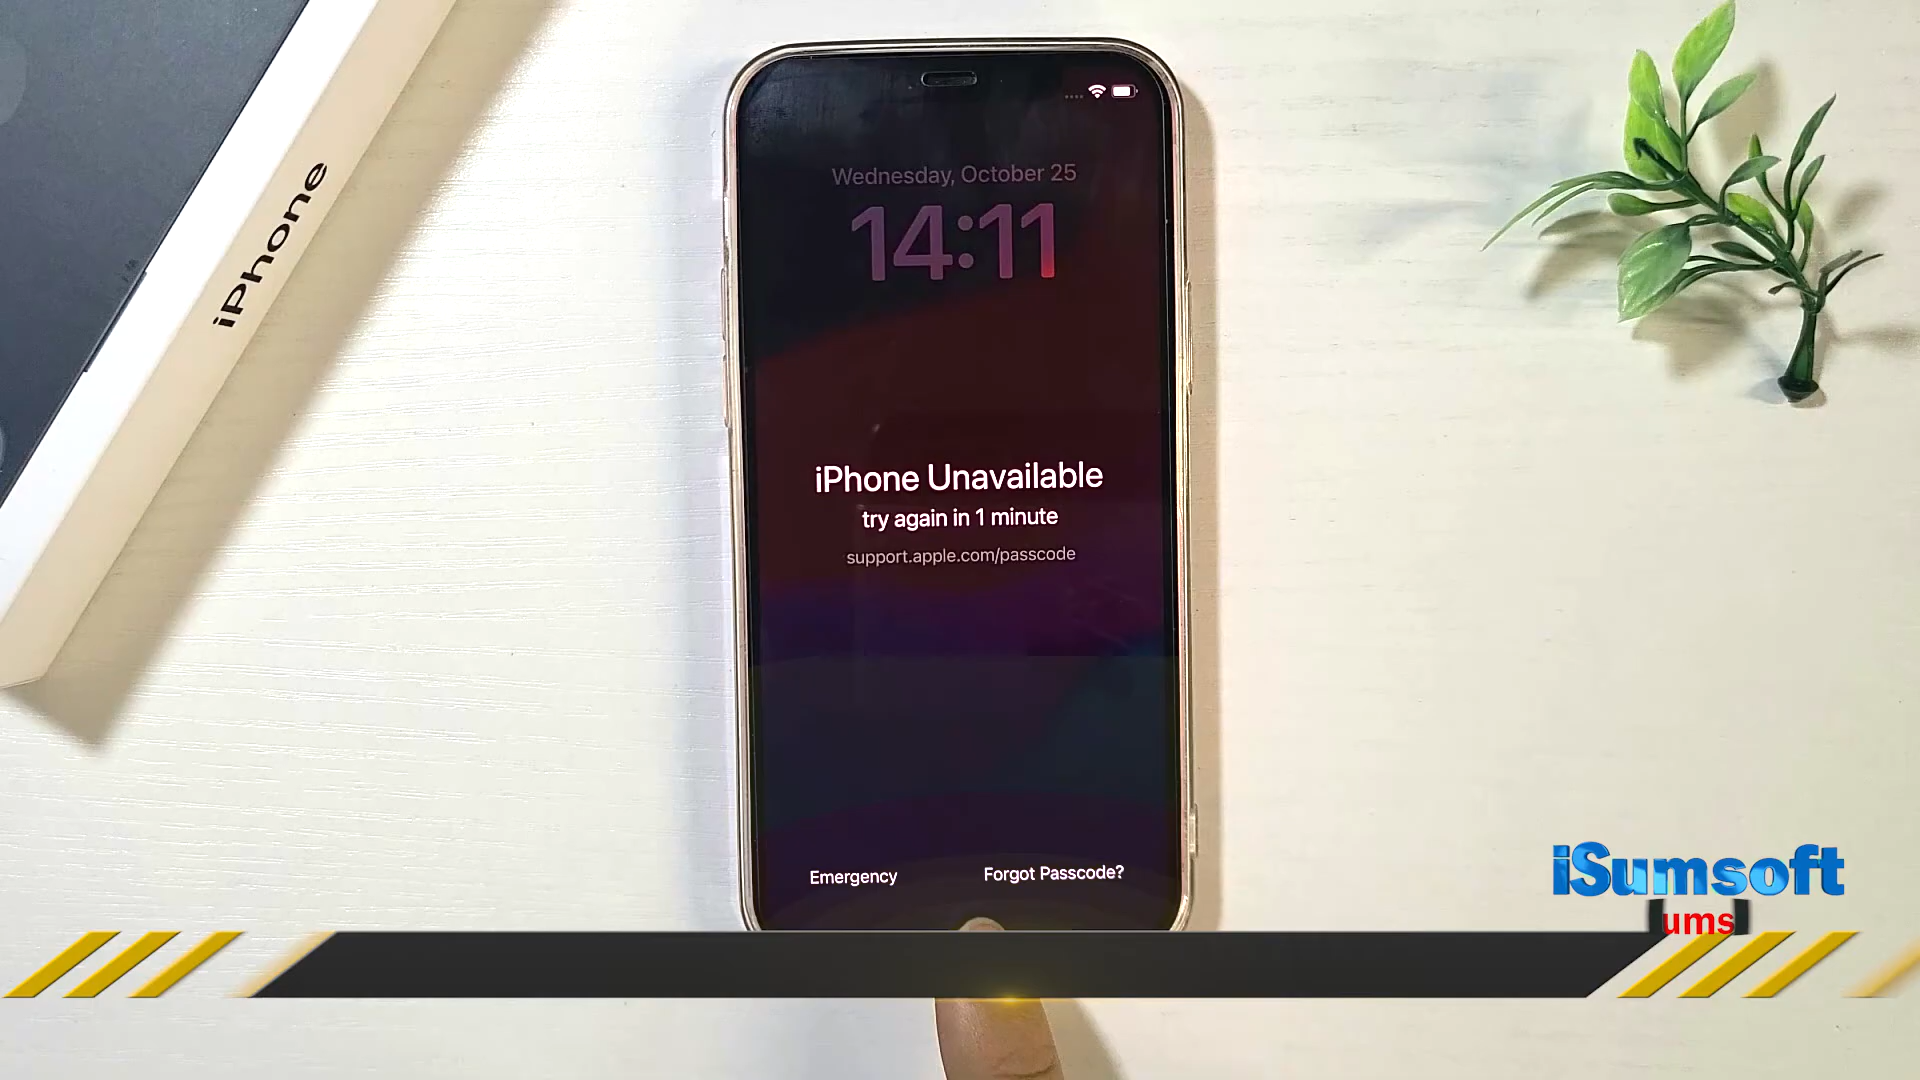 iPhone
Wednesday, October 25
14:11
iPhone Unavailable
try again in 1 minute
support.apple.com/passcode
Emergency
Forgot Passcode?
iSumsoft
ums